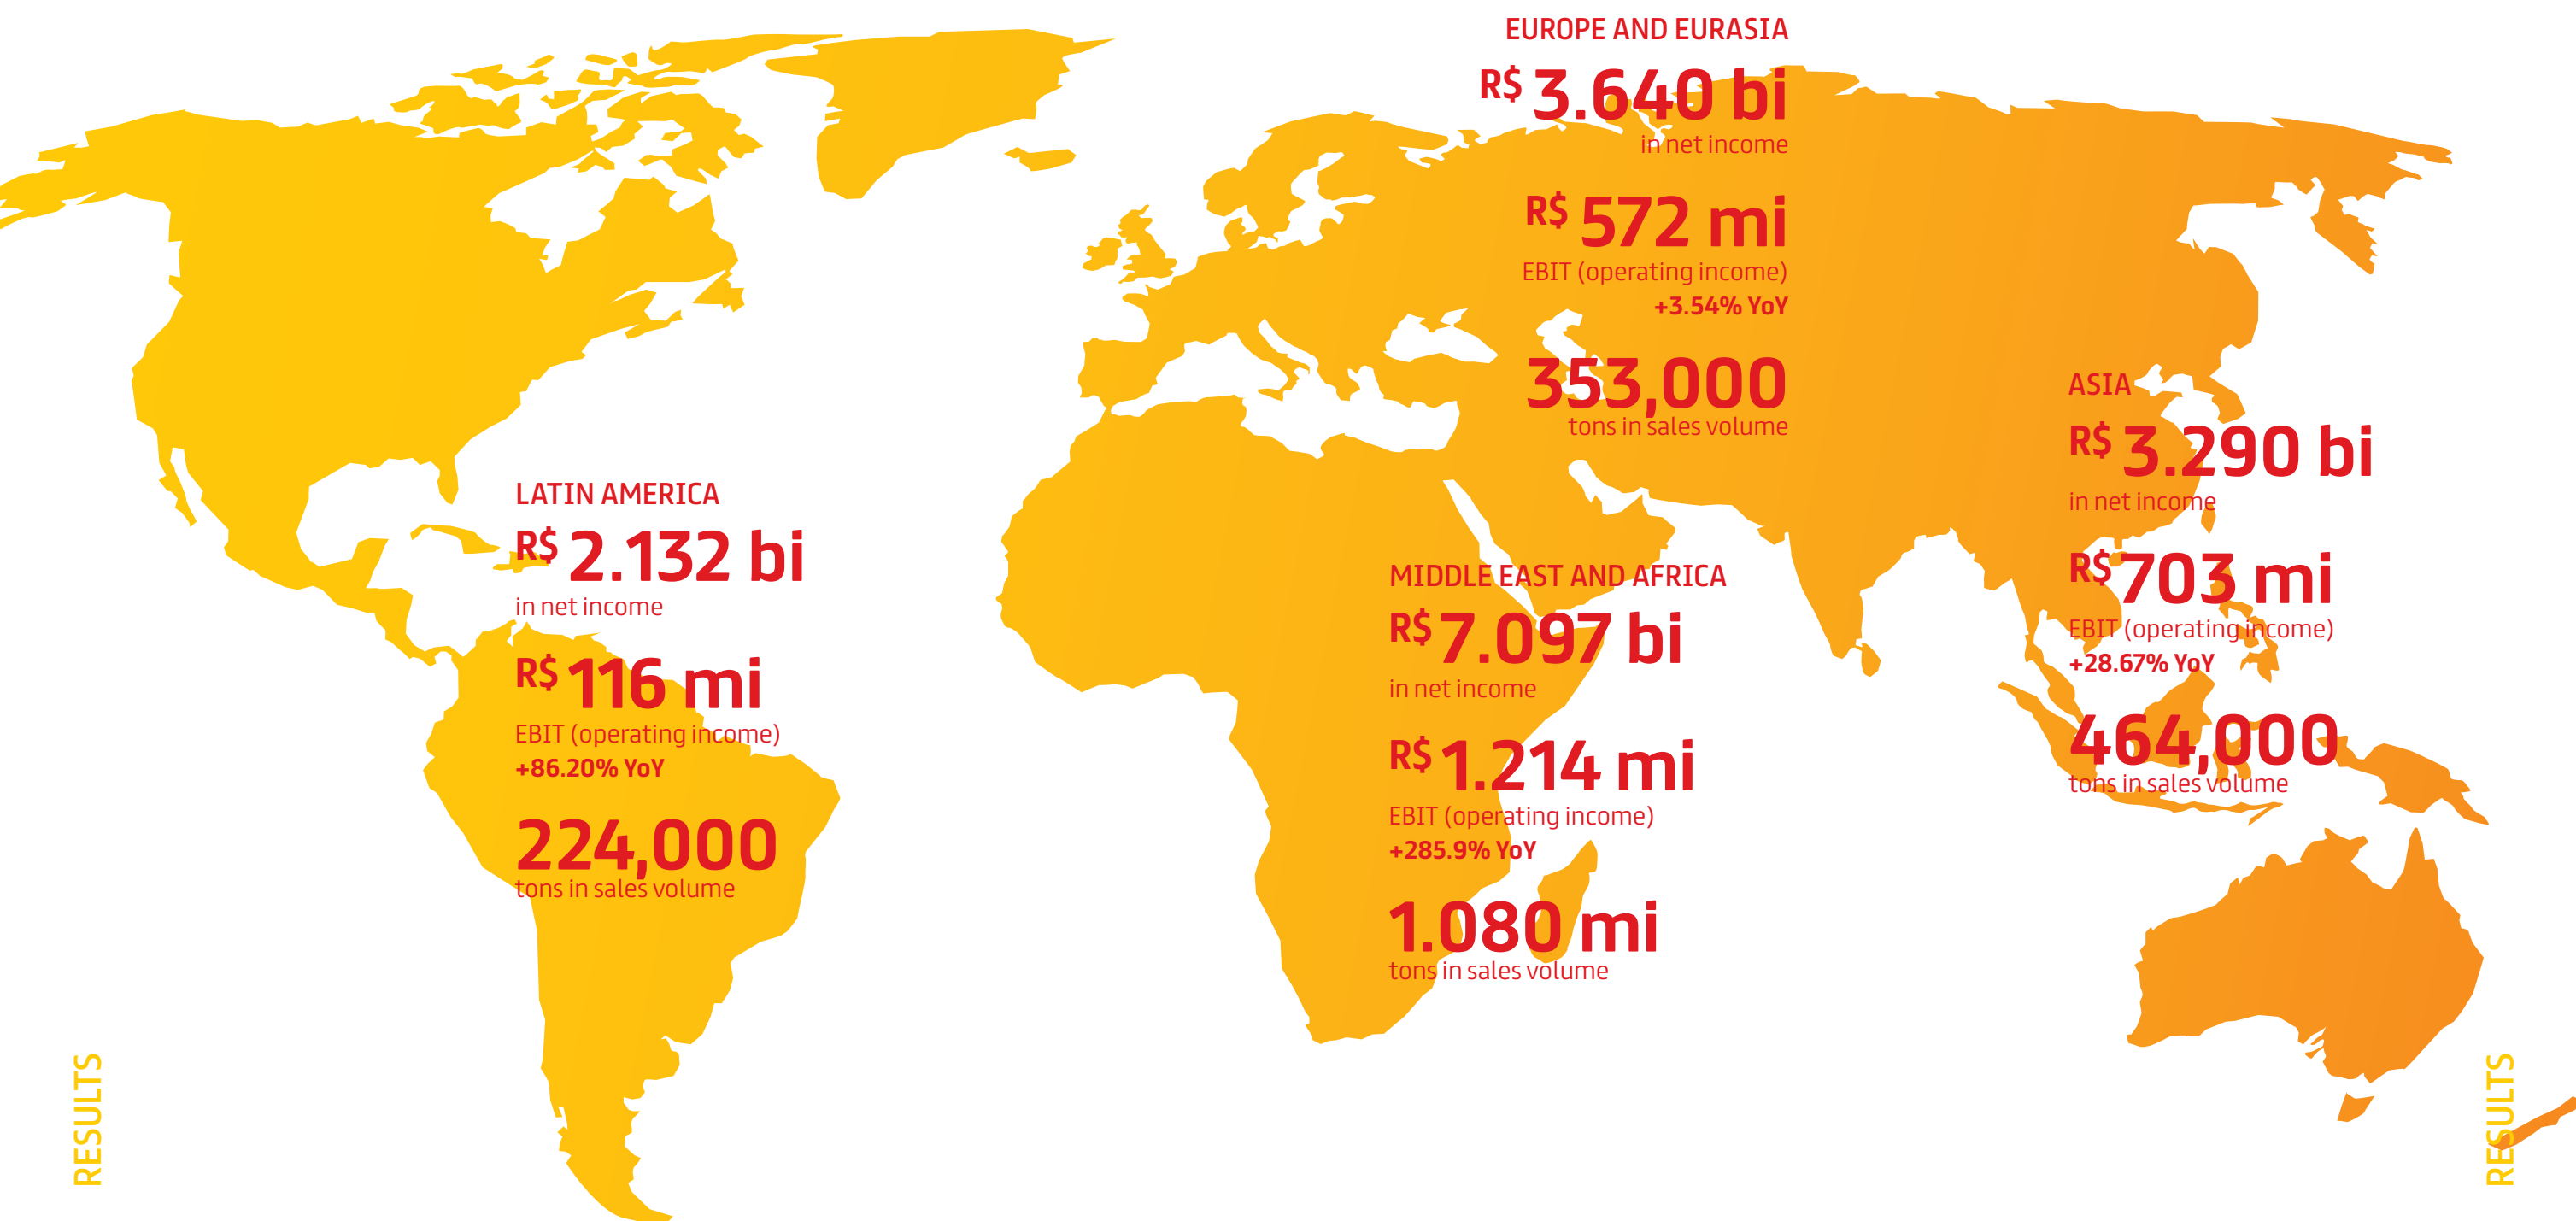 EUROPE AND EURASIA
R$ 3.640 bi
in net income
R$ 572 mi
EBIT (operating income)
+3.54% YoY
353,000
tons in sales volume
ASIA
R$ 3.290 bi
in net income
R$ 703 mi
EBIT (operating income)
+28.67% YoY
464,000
tons in sales volume
LATIN AMERICA
R$ 2.132 bi
in net income
R$ 116 mi
EBIT (operating income)
+86.20% YoY
224,000
tons in sales volume
MIDDLE EAST AND AFRICA
R$ 7.097 bi
in net income
R$ 1.214 mi
EBIT (operating income)
+285.9% YoY
1.080 mi
tons in sales volume
RESULTS
RESULTS